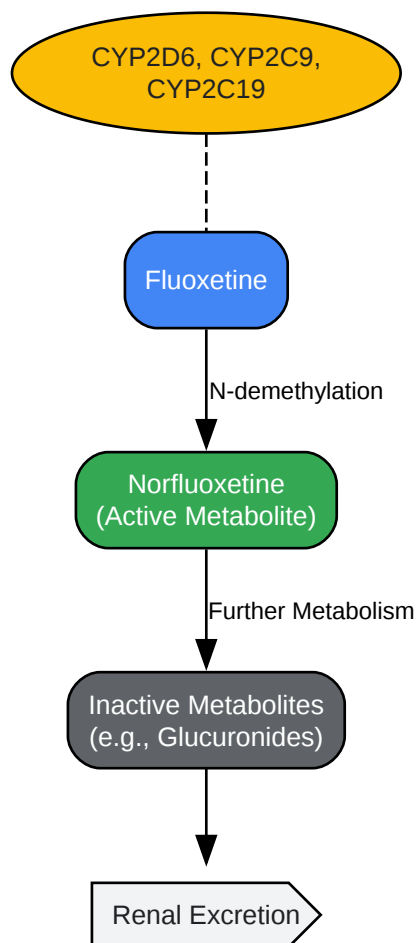 CYP2D6, CYP2C9,
CYP2C19
Fluoxetine
N-demethylation
Norfluoxetine
(Active Metabolite)
Further Metabolism
Inactive Metabolites
(e.g., Glucuronides)
Renal Excretion